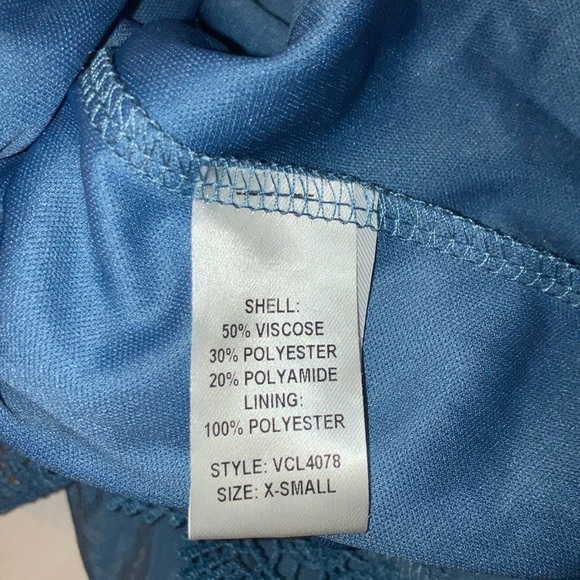 SHELL:
50% VISCOSE
30% POLYESTER
20% POLYAMIDE
LINING:
100% POLYESTER
STYLE: VCL4078
SIZE: X-SMALL